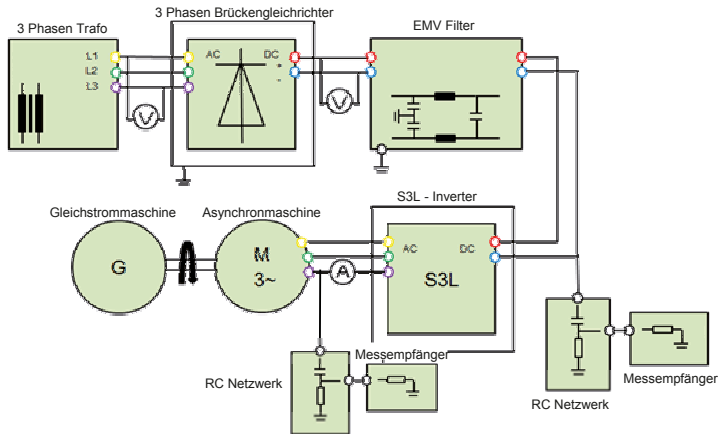 3 Phasen Trafo
3 Phasen Brückengleichrichter
EMV Filter
L1
L2
L3
AC
DC
+
-
V
V
Gleichstrommaschine
Asynchronmaschine
S3L - Inverter
G
M
3~
A
AC
DC
S3L
RC Netzwerk
Messempfänger
RC Netzwerk
Messempfänger